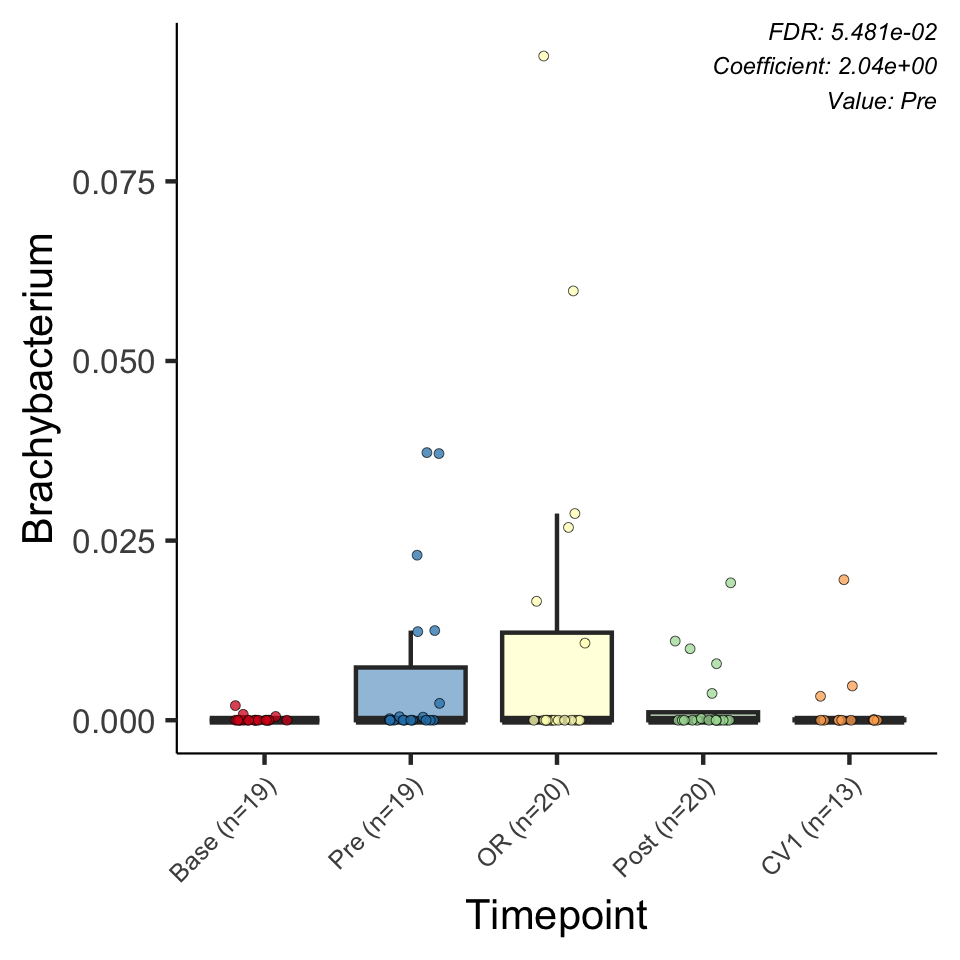 FDR: 5.481e-02
Coefficient: 2.04e+00
Value: Pre
Brachybacterium
0.075
0.050
0.025
0.000
Base (n=19)
Pre (n=19)
OR (n=20)
Post (n=20)
CV1 (n=13)
Timepoint